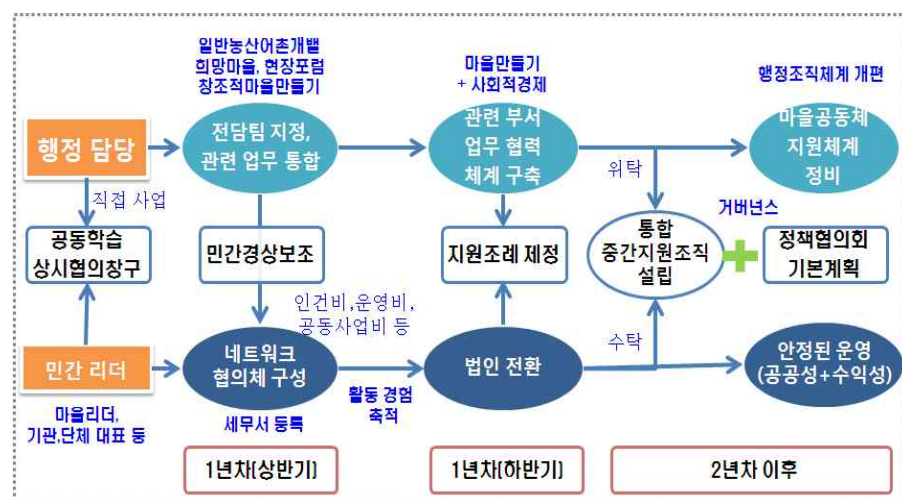 일반농산어촌개발
희망마을, 현장포럼
창조적마을만들기
마을만들기
+ 사회적경제
행정조직체계 개편
행정 담당
전담팀 지정,
관련 업무 통합
관련 부서
업무 협력
체계 구축
마을공동체
지원체계
정비
위탁
직접 사업
거버넌스
공동학습
상시협의창구
민간경상보조
지원조례 제정
통합
중간지원조직
설립
정책협의회
기본계획
인건비,운영비,
공동사업비 등
수탁
민간 리더
네트워크
협의체 구성
법인 전환
안정된 운영
(공공성+수익성)
활동 경험
축적
마을리더,
기관,단체 대표 등
세무서 등록
1년차(상반기)
1년차(하반기)
2년차 이후